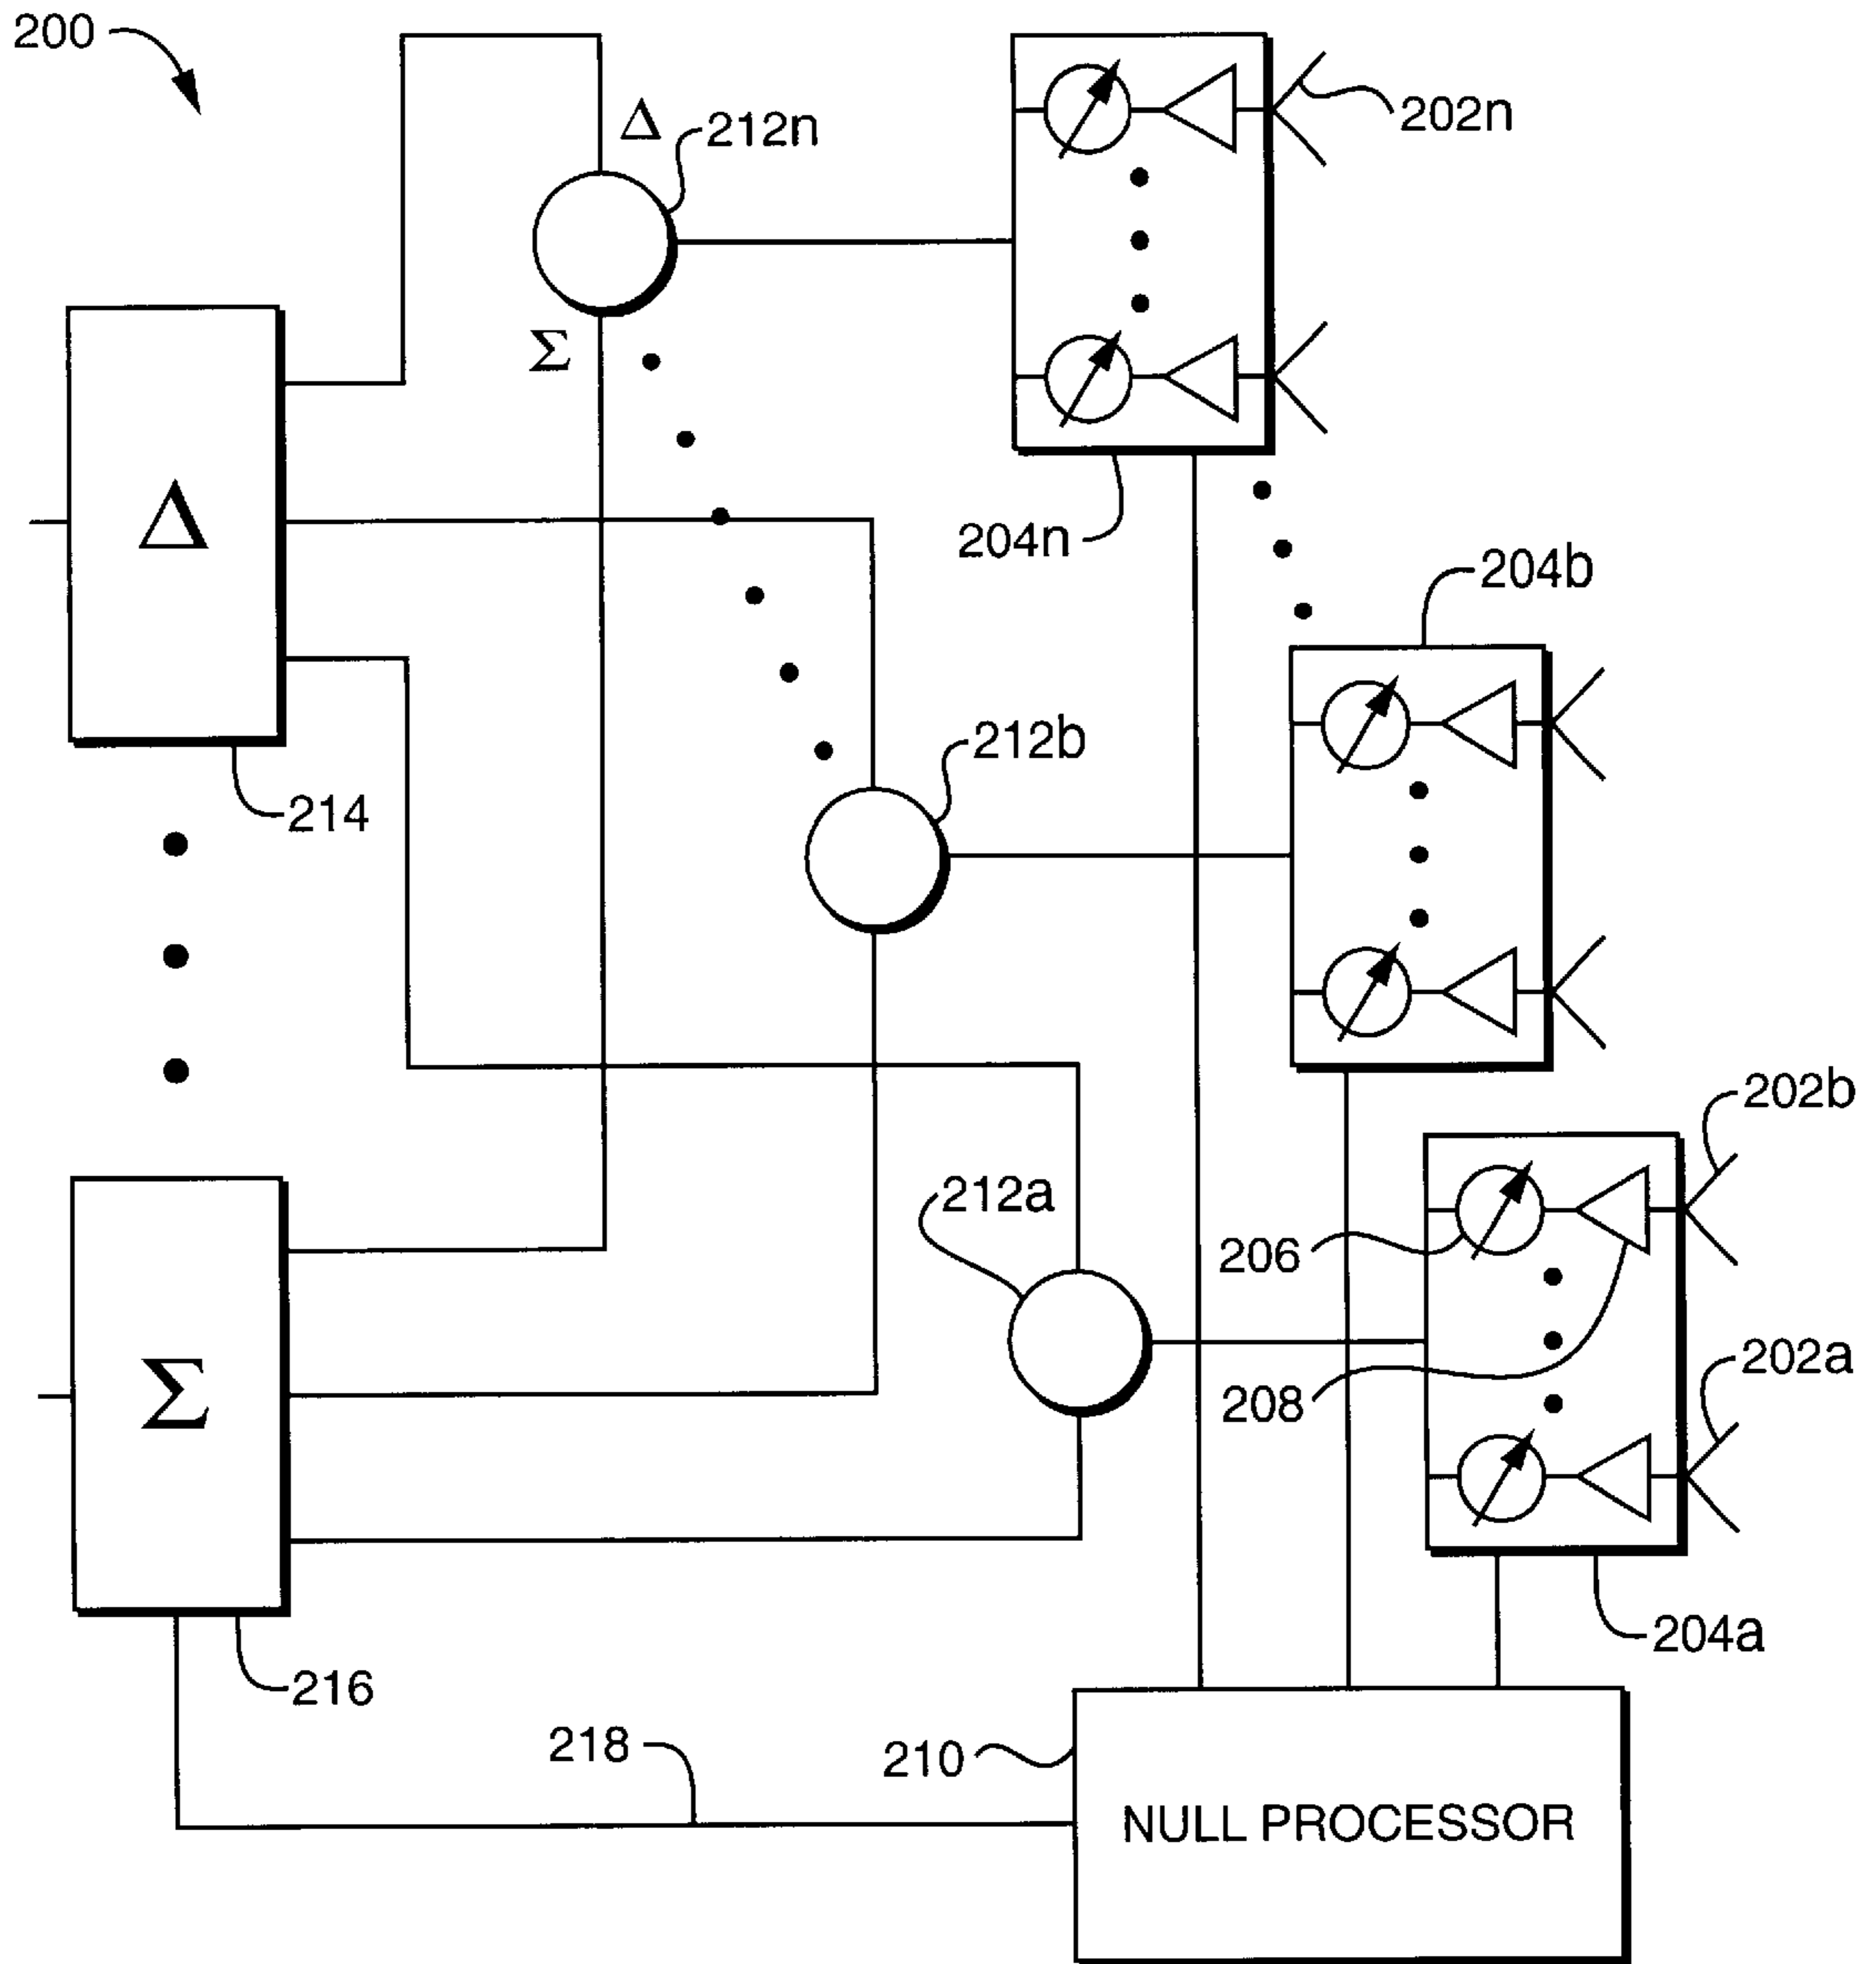 200
Δ
212n
202n
Σ
204n
204b
Δ
212b
214
202b
212a
206
202a
Σ
208
204a
216
218
210
NULL PROCESSOR